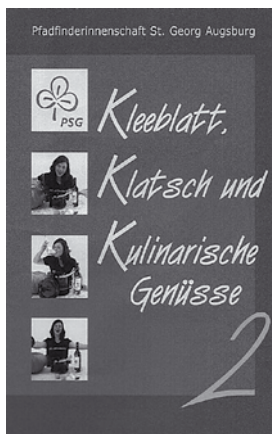 Pfadfinderinnenschaft St. Georg Augsburg
PSG
Kleeblatt,
Klatsch und
Kulinarische
Genüsse
2